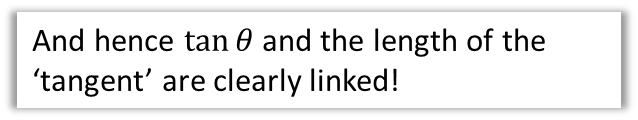 And hence tan θ and the length of the
‘tangent’ are clearly linked!